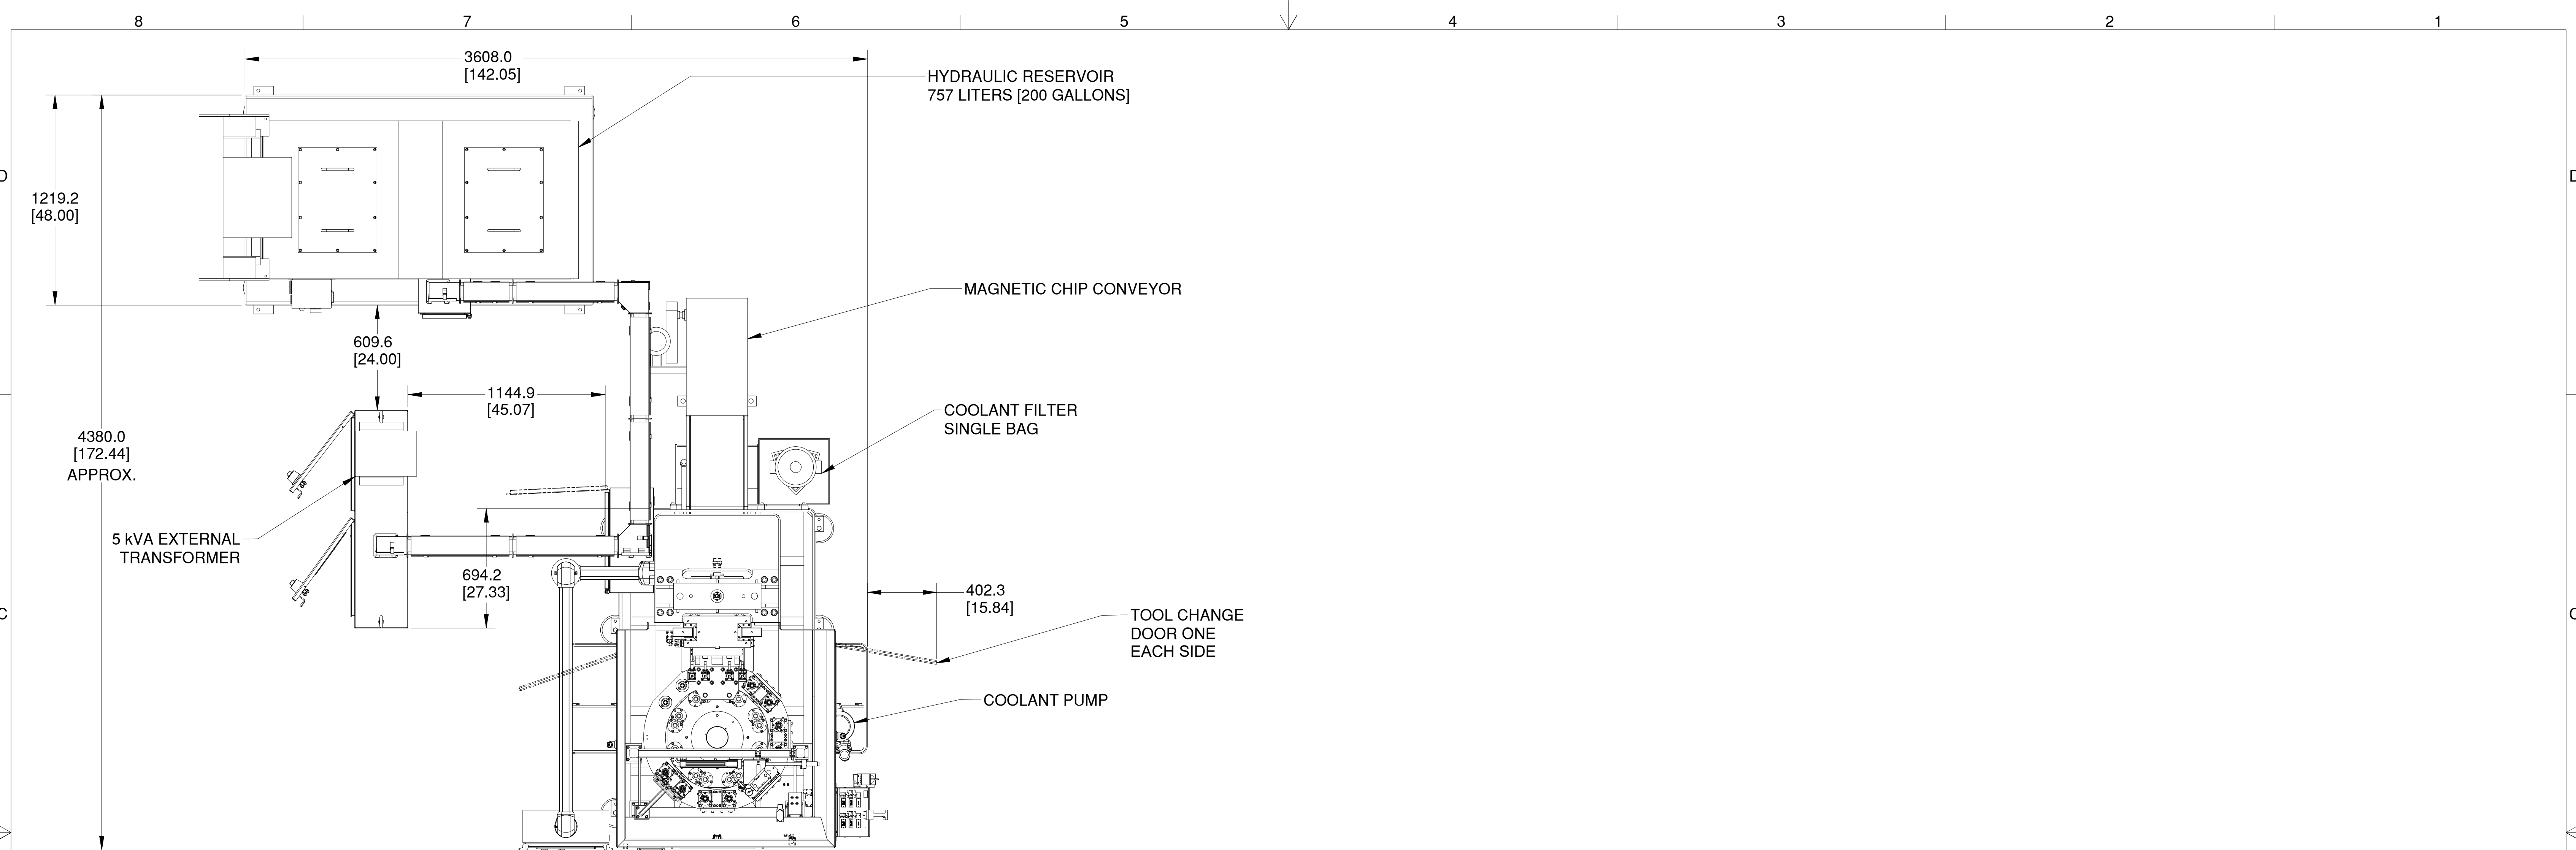 8 7 6 5 4 3 2 1
3608.0
[142.05]
HYDRAULIC RESERVOIR
757 LITERS [200 GALLONS]
D
1219.2
[48.00]
MAGNETIC CHIP CONVEYOR
609.6
[24.00]
1144.9
[45.07]
COOLANT FILTER
SINGLE BAG
4380.0
[172.44]
APPROX.
5 kVA EXTERNAL
TRANSFORMER
694.2
[27.33]
402.3
[15.84]
C
TOOL CHANGE
DOOR ONE
EACH SIDE
COOLANT PUMP